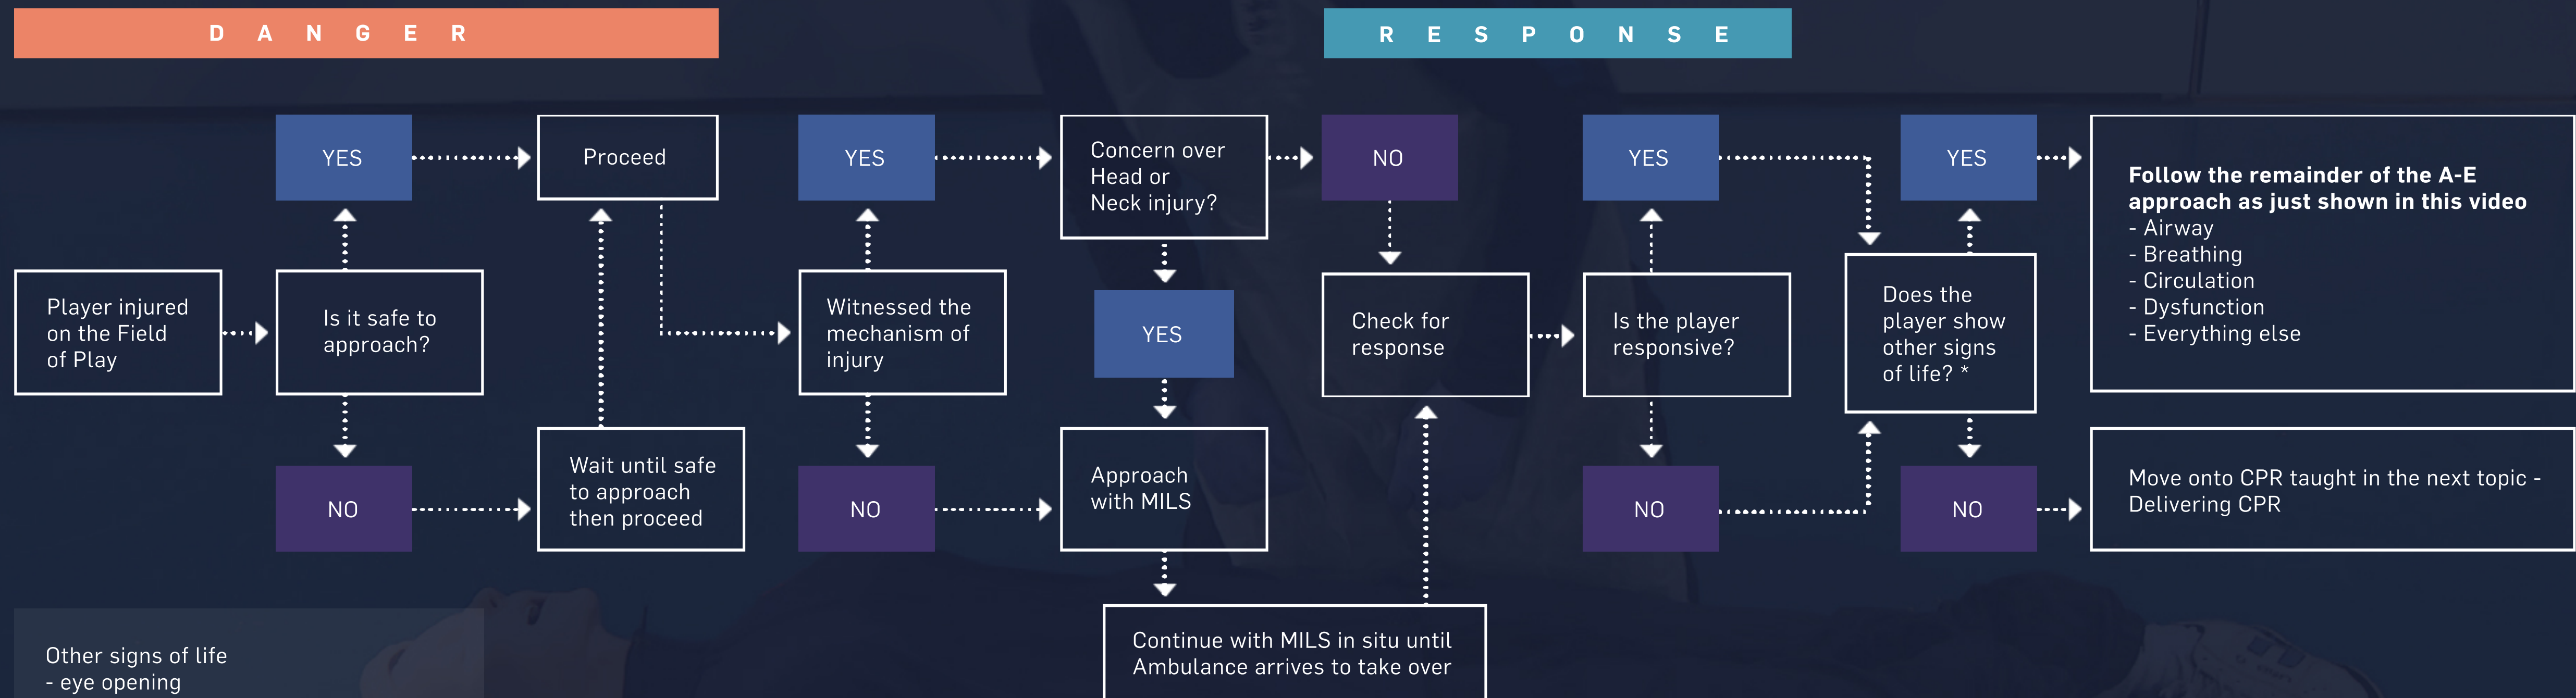 DANGER
RESPONSE
Player injured
on the Field
of Play
Is it safe to
approach?
YES
NO
Proceed
Wait until safe
to approach
then proceed
Witnessed the
mechanism of
injury
YES
NO
Concern over
Head or
Neck injury?
YES
Approach
with MILS
Continue with MILS in situ until
Ambulance arrives to take over
NO
Check for
response
Is the player
responsive?
YES
NO
Does the
player show
other signs
of life? *
YES
NO
Follow the remainder of the A-E
approach as just shown in this video
- Airway
- Breathing
- Circulation
- Dysfunction
- Everything else
Move onto CPR taught in the next topic -
Delivering CPR
Other signs of life
- eye opening